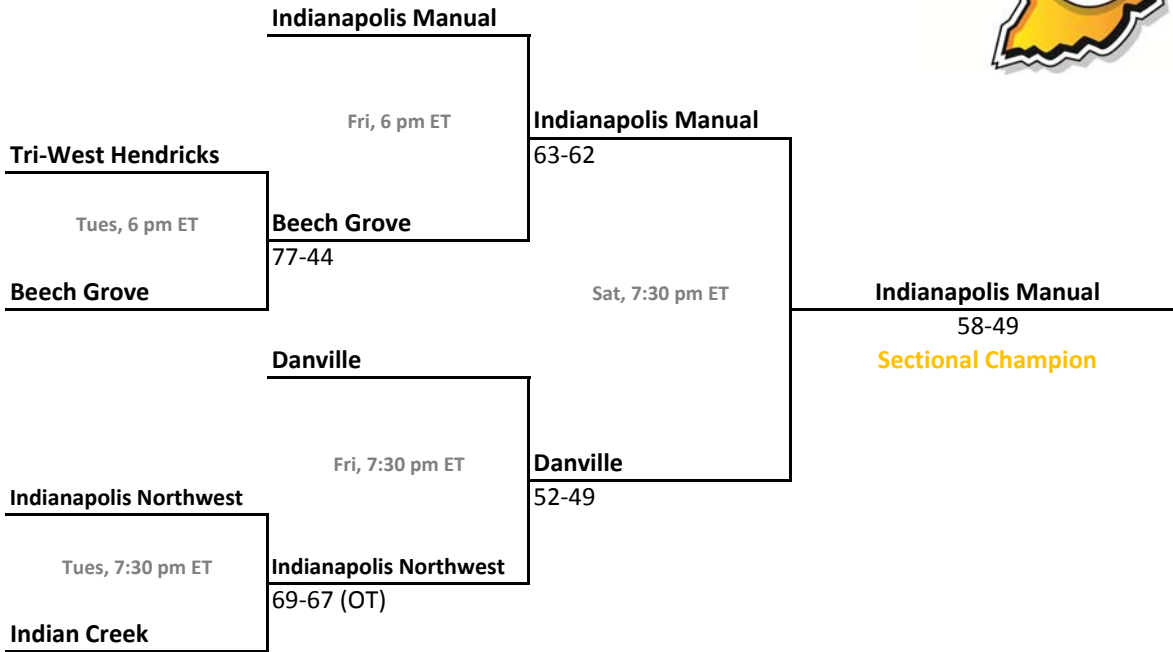 Indianapolis Manual
Fri, 6 pm ET
Indianapolis Manual
Tri-West Hendricks
63-62
Tues, 6 pm ET
Beech Grove
77-44
Beech Grove
Sat, 7:30 pm ET
Indianapolis Manual
58-49
Danville
Sectional Champion
Fri, 7:30 pm ET
Danville
Indianapolis Northwest
52-49
Tues, 7:30 pm ET
Indianapolis Northwest
69-67 (OT)
Indian Creek